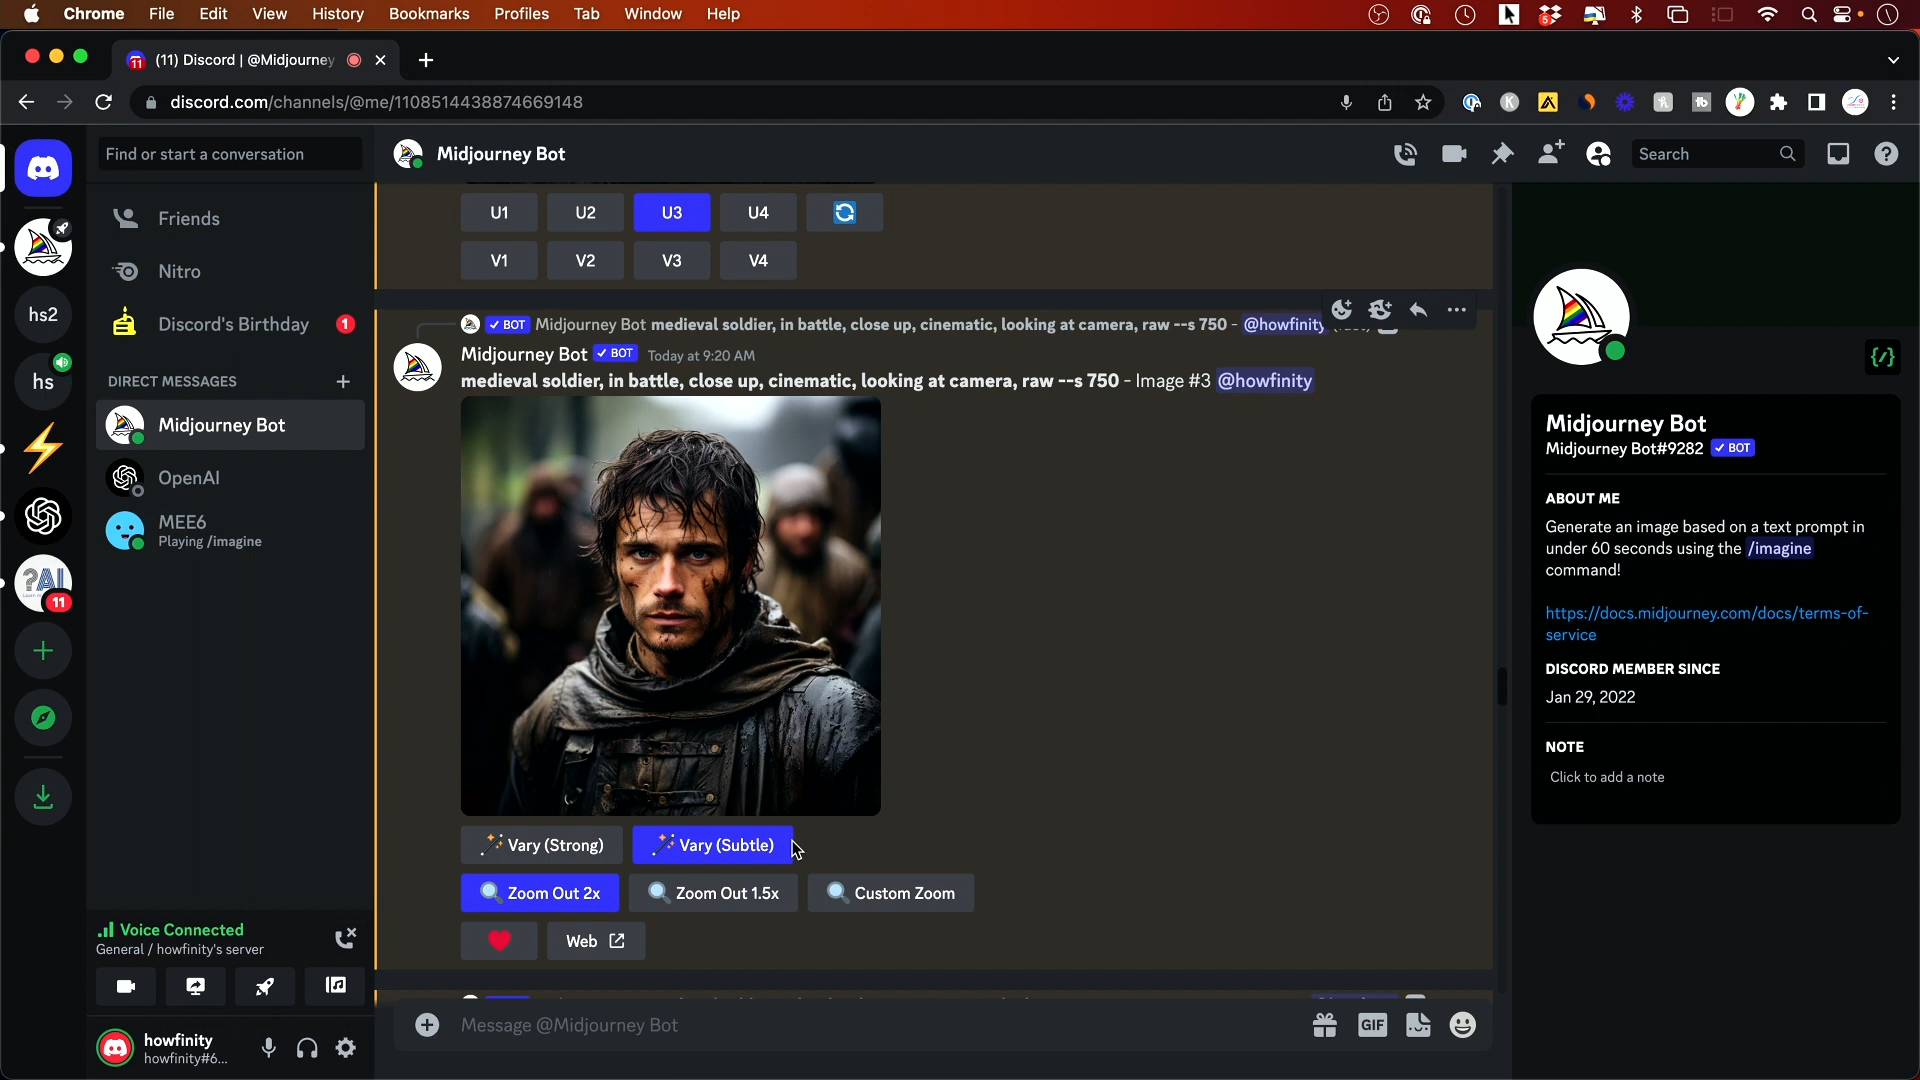 Chrome File Edit View History Bookmarks Profiles Tab Window Help
5
11 (11) Discord | @Midjourney
discord.com/channels/@me/1108514438874669148
Find or start a conversation
Midjourney Bot
Search
Friends
Nitro
Discord's Birthday 1
hs2
hs
DIRECT MESSAGES
Midjourney Bot
OpenAI
MEE6
Playing /imagine
?AI
11
Voice Connected
General / howfinity's server
howfinity
howfinity#6...
U1 U2 U3 U4
V1 V2 V3 V4
BOT Midjourney Bot medieval soldier, in battle, close up, cinematic, looking at camera, raw --s 750 - @howfinity
Midjourney Bot BOT Today at 9:20 AM
medieval soldier, in battle, close up, cinematic, looking at camera, raw --s 750 - Image #3 @howfinity
Vary (Strong) Vary (Subtle)
Zoom Out 2x Zoom Out 1.5x Custom Zoom
Web
Message @Midjourney Bot
GIF
Midjourney Bot
Midjourney Bot#9282 BOT
ABOUT ME
Generate an image based on a text prompt in
under 60 seconds using the /imagine
command!
https://docs.midjourney.com/docs/terms-of-
service
DISCORD MEMBER SINCE
Jan 29, 2022
NOTE
Click to add a note